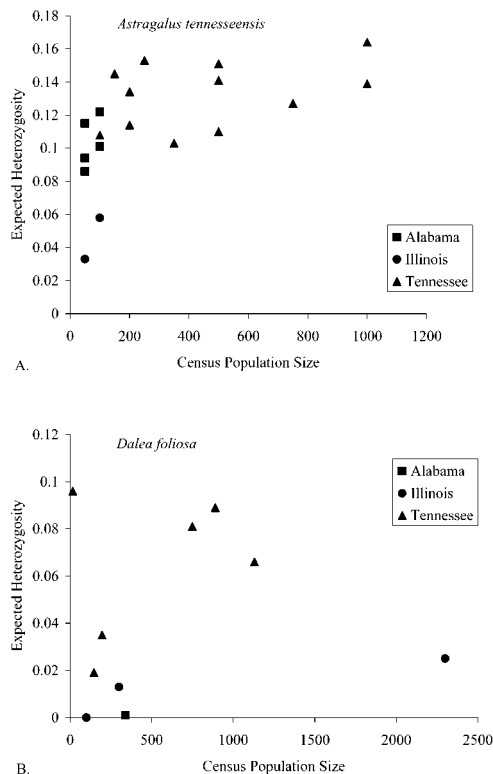 Astragalus tennesseensis
0.18
0.16
0.14
0.12
0.1
0.08
0.06
0.04
0.02
0
Expected Heterozygosity
Alabama
Illinois
Tennessee
0 200 400 600 800 1000 1200
Census Population Size
A.
Dalea foliosa
0.12
0.1
0.08
0.06
0.04
0.02
0
Expected Heterozygosity
Alabama
Illinois
Tennessee
0 500 1000 1500 2000 2500
Census Population Size
B.